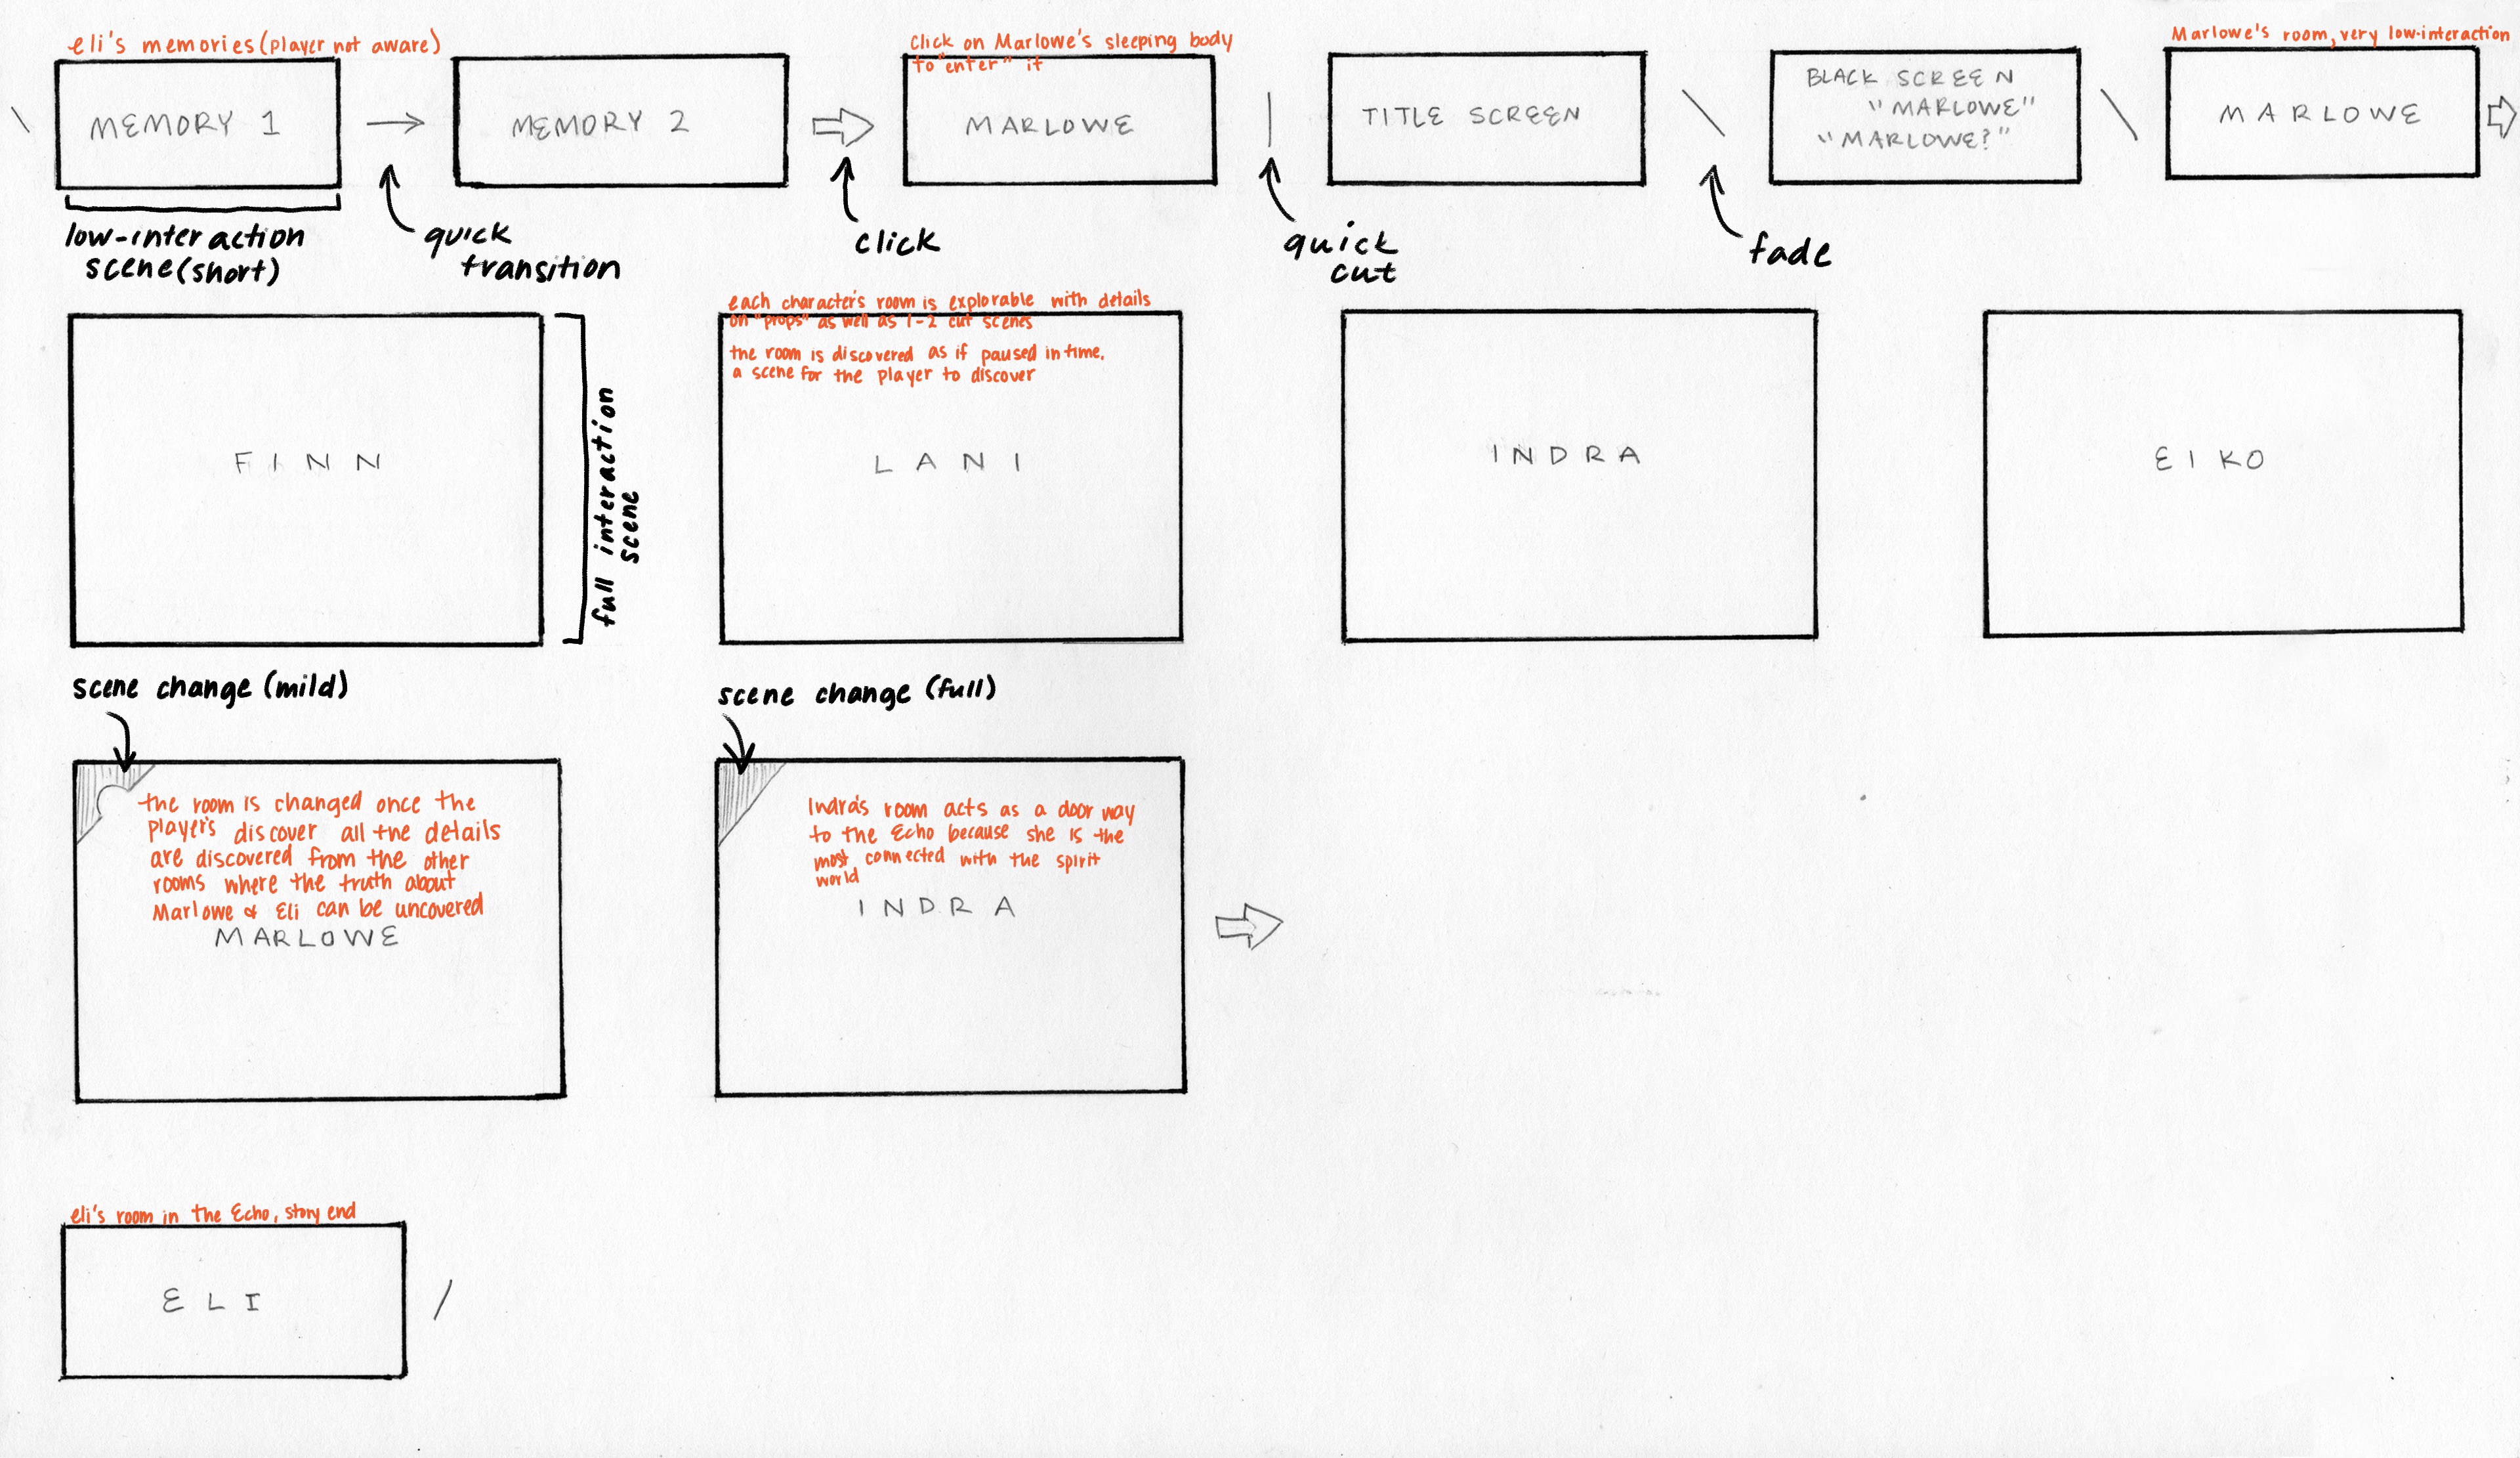 eli's memories (player not aware)
MEMORY 1
low-interaction
scene (short)
quick
transition
MEMORY 2
click
Click on Marlowe's sleeping body
to "enter" it
MARLOWE
quick
cut
TITLE SCREEN
fade
BLACK SCREEN
"MARLOWE"
"MARLOWE?"
Marlowe's room, very low-interaction
MARLOWE
FINN
full interaction
scene
each character's room is explorable with details
on "props" as well as 1-2 cut scenes
the room is discovered as if paused in time,
a scene for the player to discover
LANI
INDRA
EIKO
scene change (mild)
the room is changed once the
player's discover all the details
are discovered from the other
rooms where the truth about
Marlowe & Eli can be uncovered
MARLOWE
scene change (full)
Indra's room acts as a door way
to the Echo because she is the
most connected with the spirit
world
INDRA
eli's room in the Echo, story end
ELI